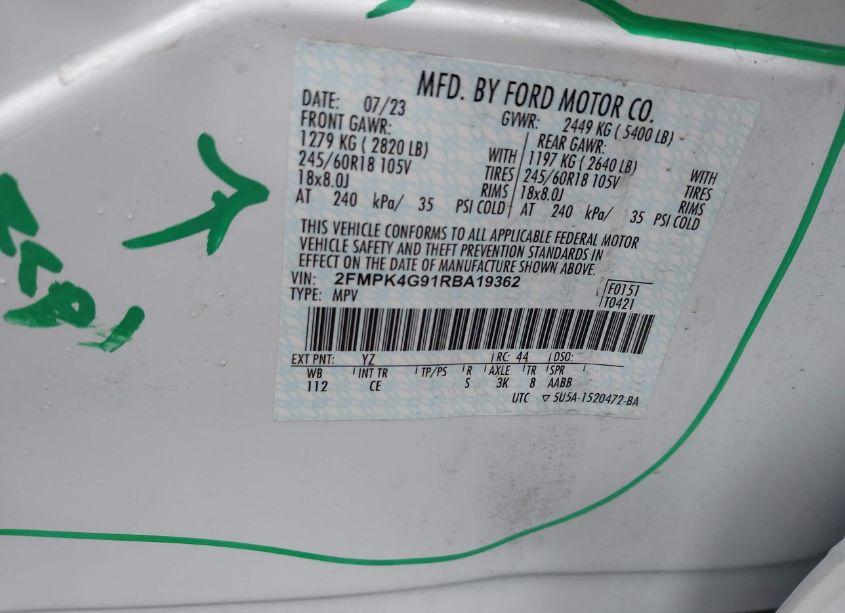 MFD. BY FORD MOTOR CO.
DATE: 07/23 GVWR: 2449 KG ( 5400 LB)
FRONT GAWR: REAR GAWR:
1279 KG ( 2820 LB) WITH 1197 KG ( 2640 LB) WITH
245/60R18 105V TIRES 245/60R18 105V TIRES
18x8.0J RIMS 18x8.0J RIMS
AT 240 kPa/ 35 PSI COLD AT 240 kPa/ 35 PSI COLD
THIS VEHICLE CONFORMS TO ALL APPLICABLE FEDERAL MOTOR
VEHICLE SAFETY AND THEFT PREVENTION STANDARDS IN
EFFECT ON THE DATE OF MANUFACTURE SHOWN ABOVE.
VIN: 2FMPK4G91RBA19362 F0151
TYPE: MPV T0421
EXT PNT: YZ RC: 44 DSO:
WB INT TR TP/PS R AXLE TR SPR
112 CE S 3K 8 AABB
UTC ▽ 5U5A-1520472-BA